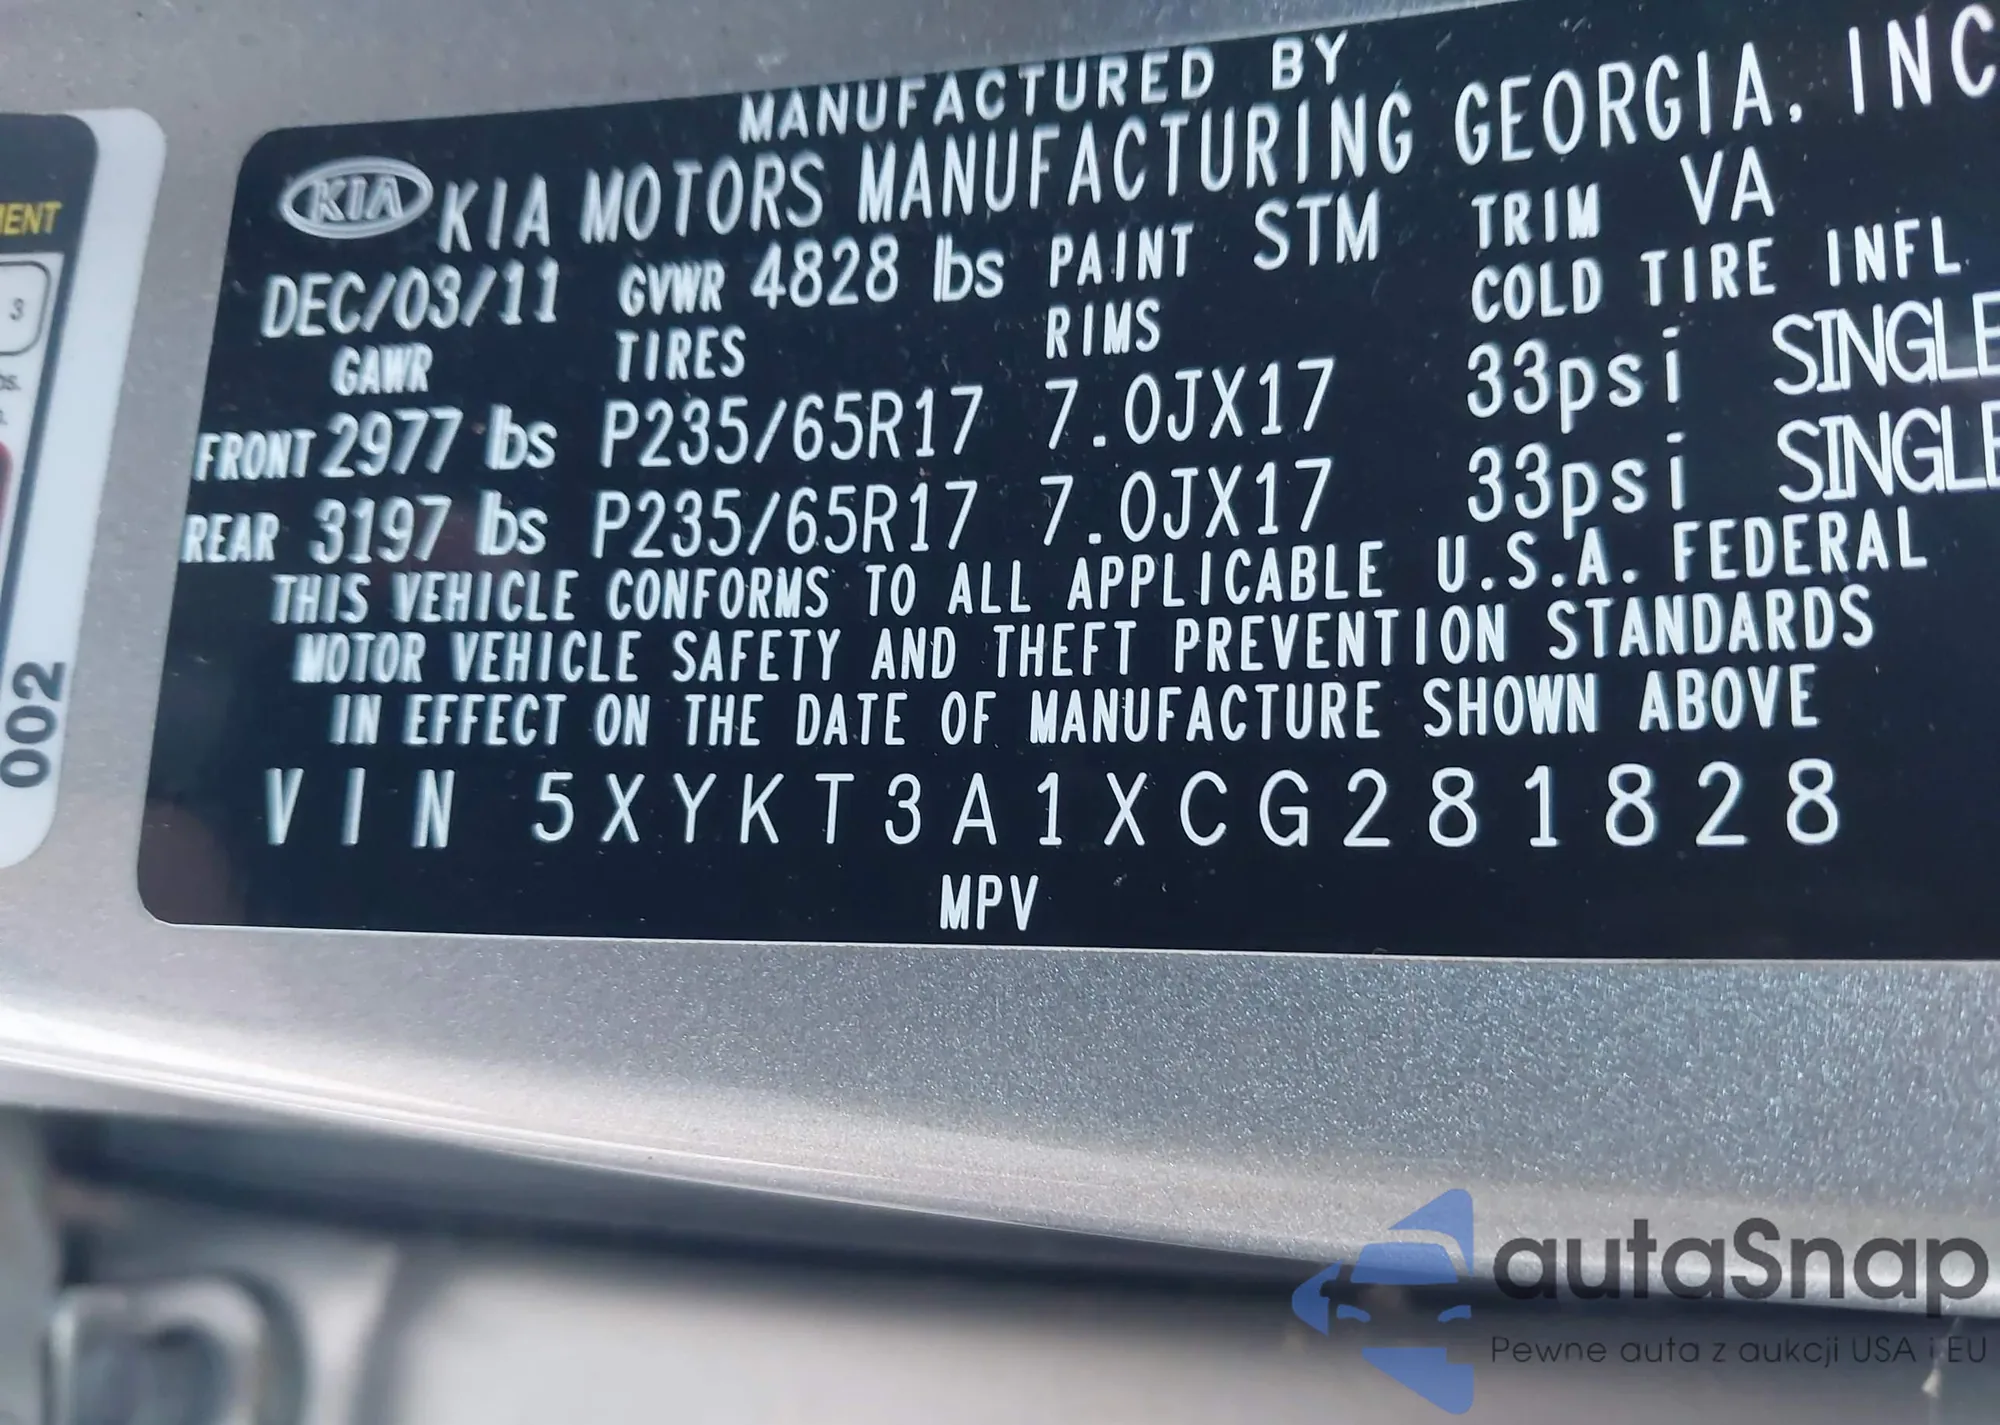 MANUFACTURED BY
KIA KIA MOTORS MANUFACTURING GEORGIA, INC
DEC/03/11 GVWR 4828 lbs PAINT STM TRIM VA
GAWR TIRES RIMS COLD TIRE INFL
FRONT 2977 lbs P235/65R17 7.0JX17 33psi SINGLE
REAR 3197 lbs P235/65R17 7.0JX17 33psi SINGLE
THIS VEHICLE CONFORMS TO ALL APPLICABLE U.S.A. FEDERAL
MOTOR VEHICLE SAFETY AND THEFT PREVENTION STANDARDS
IN EFFECT ON THE DATE OF MANUFACTURE SHOWN ABOVE
VIN 5XYKT3A1XCG281828
MPV
3
002
autaSnap
Pewne auta z aukcji USA i EU